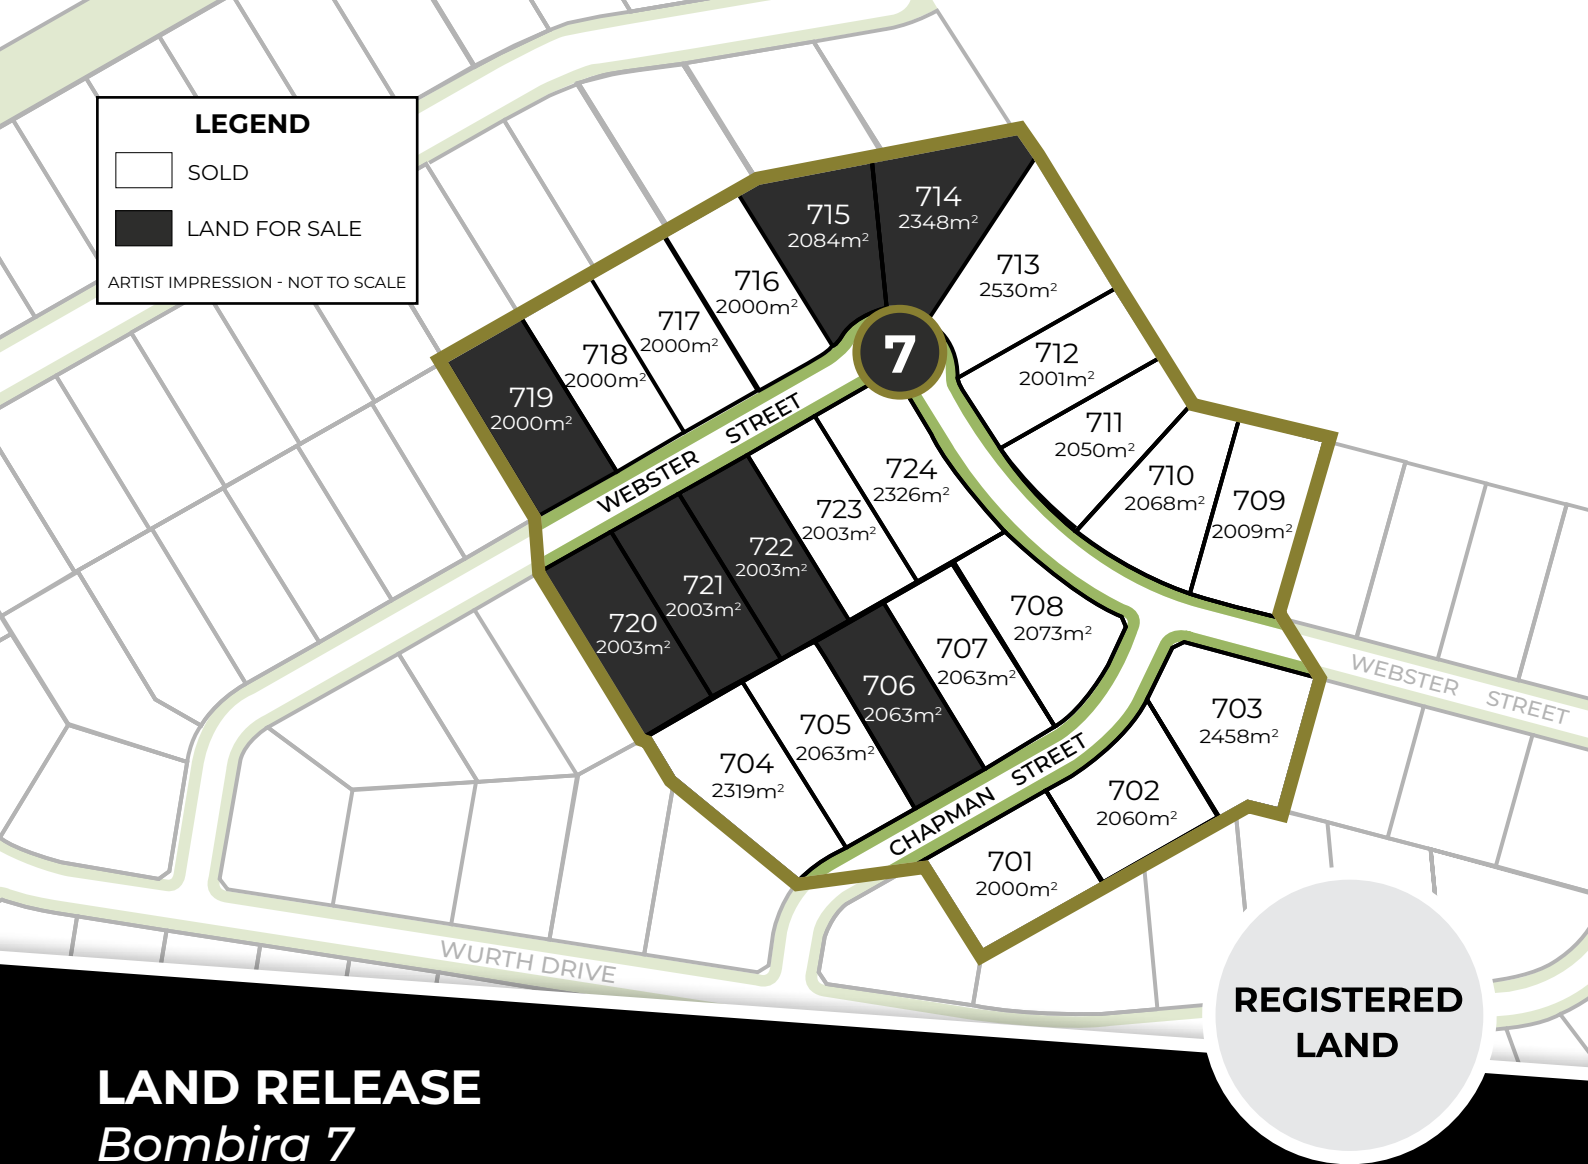 LEGEND
SOLD
LAND FOR SALE
ARTIST IMPRESSION - NOT TO SCALE
715
2084m²
714
2348m²
713
2530m²
716
2000m²
717
2000m²
718
2000m²
719
2000m²
7
712
2001m²
711
2050m²
710
2068m²
709
2009m²
WEBSTER STREET
724
2326m²
723
2003m²
722
2003m²
721
2003m²
720
2003m²
708
2073m²
707
2063m²
706
2063m²
705
2063m²
704
2319m²
WEBSTER STREET
703
2458m²
702
2060m²
701
2000m²
CHAPMAN STREET
WURTH DRIVE
REGISTERED
LAND
LAND RELEASE
Bombira 7